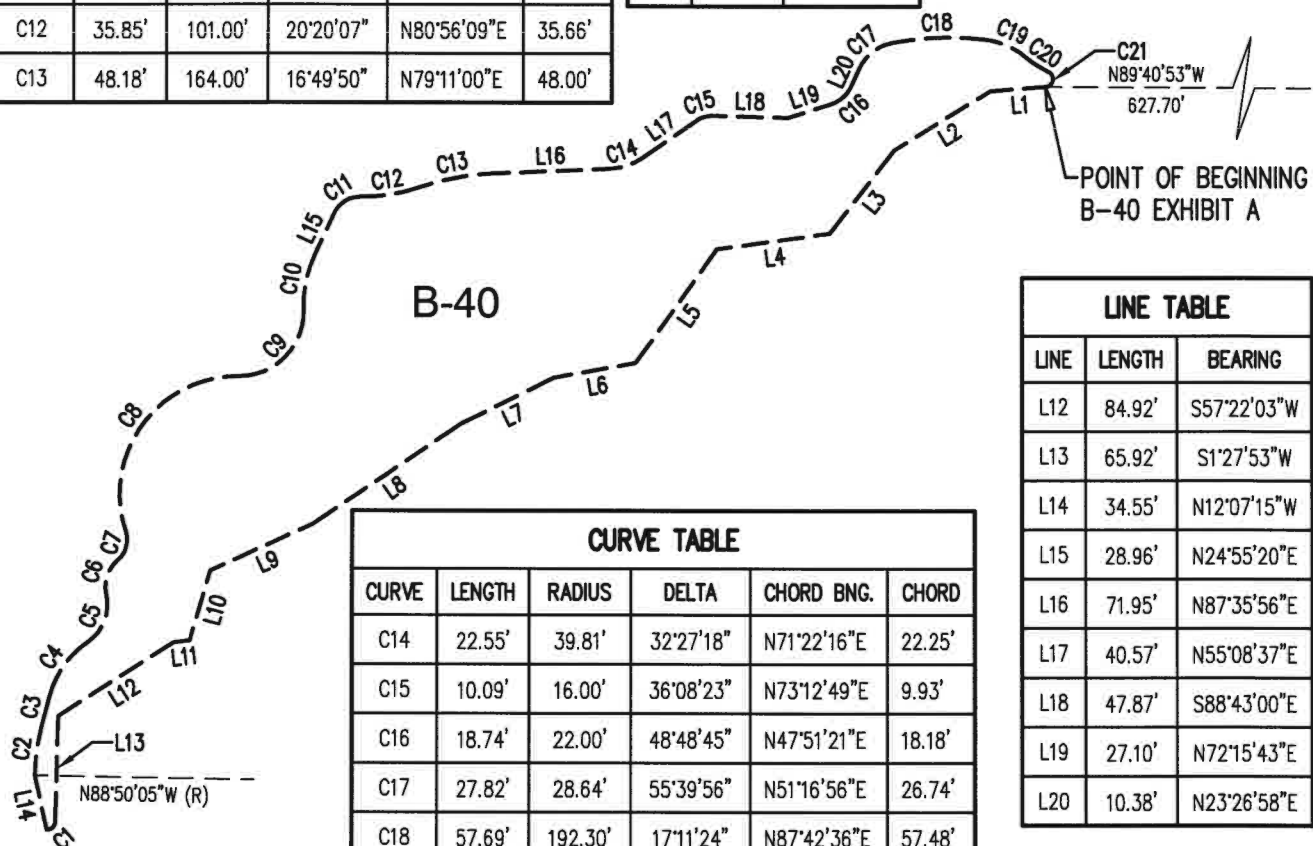 C12 35.85' 101.00' 20°20'07" N80°56'09"E 35.66'
C13 48.18' 164.00' 16°49'50" N79°11'00"E 48.00'
C18
C17
C19
C20
C21
N89°40'53"W
627.70'
L20
C16
L19
L18
C15
L17
C14
L16
C13
C12
C11
L15
C10
C9
C8
C7
C6
C5
C4
C3
C2
L14
C1
L1
L2
L3
L4
L5
L6
L7
L8
L9
L10
L11
L12
L13
N88°50'05"W (R)
POINT OF BEGINNING
B-40 EXHIBIT A
B-40
LINE TABLE
LINE LENGTH BEARING
L12 84.92' S57°22'03"W
L13 65.92' S1°27'53"W
L14 34.55' N12°07'15"W
L15 28.96' N24°55'20"E
L16 71.95' N87°35'56"E
L17 40.57' N55°08'37"E
L18 47.87' S88°43'00"E
L19 27.10' N72°15'43"E
L20 10.38' N23°26'58"E
CURVE TABLE
CURVE LENGTH RADIUS DELTA CHORD BNG. CHORD
C14 22.55' 39.81' 32°27'18" N71°22'16"E 22.25'
C15 10.09' 16.00' 36°08'23" N73°12'49"E 9.93'
C16 18.74' 22.00' 48°48'45" N47°51'21"E 18.18'
C17 27.82' 28.64' 55°39'56" N51°16'56"E 26.74'
C18 57.69' 192.30' 17°11'24" N87°42'36"E 57.48'